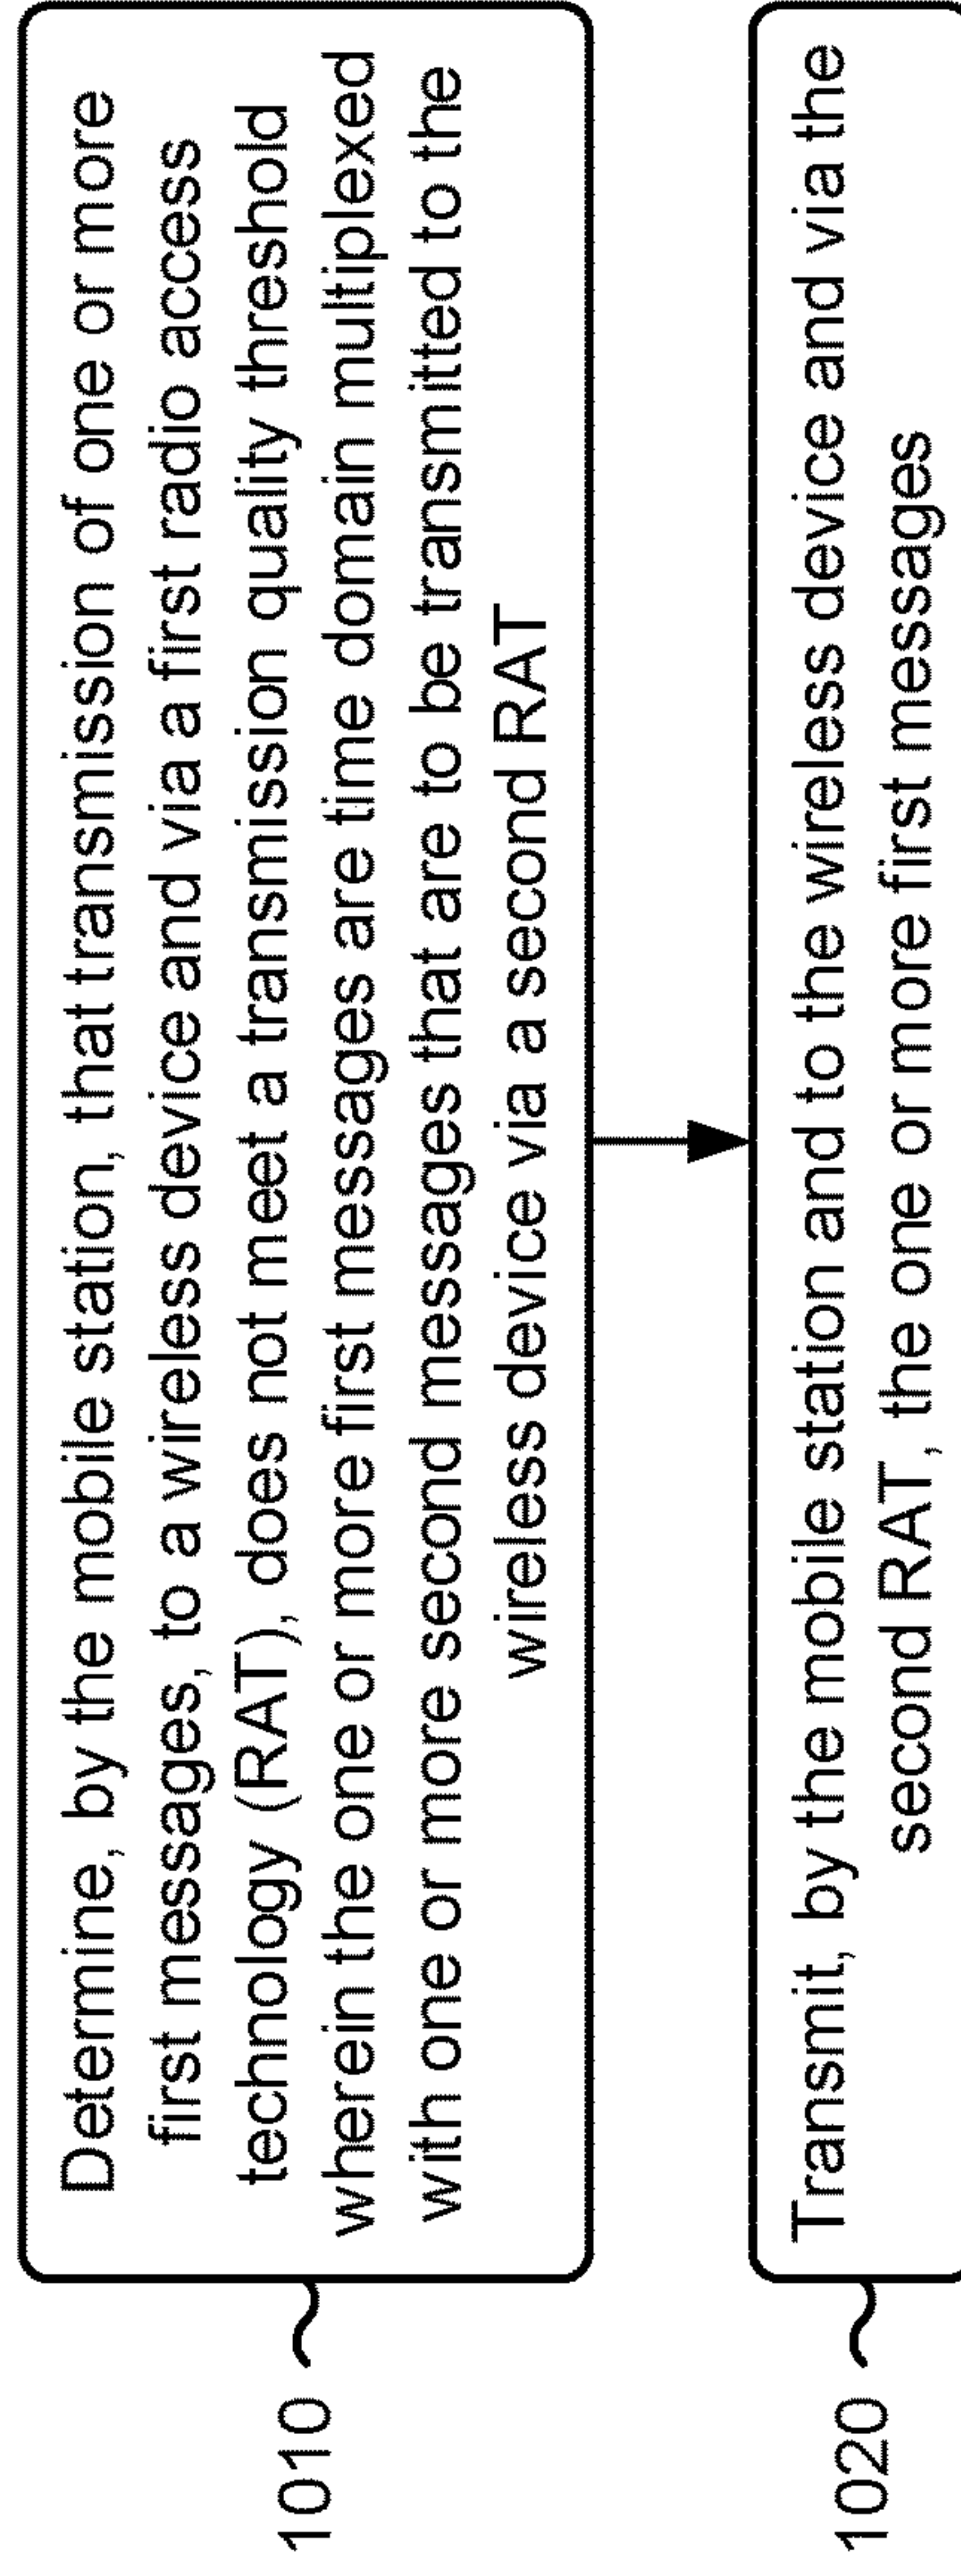 Determine, by the mobile station, that transmission of one or more
first messages, to a wireless device and via a first radio access
technology (RAT), does not meet a transmission quality threshold
wherein the one or more first messages are time domain multiplexed
with one or more second messages that are to be transmitted to the
wireless device via a second RAT
1010
Transmit, by the mobile station and to the wireless device and via the
second RAT, the one or more first messages
1020